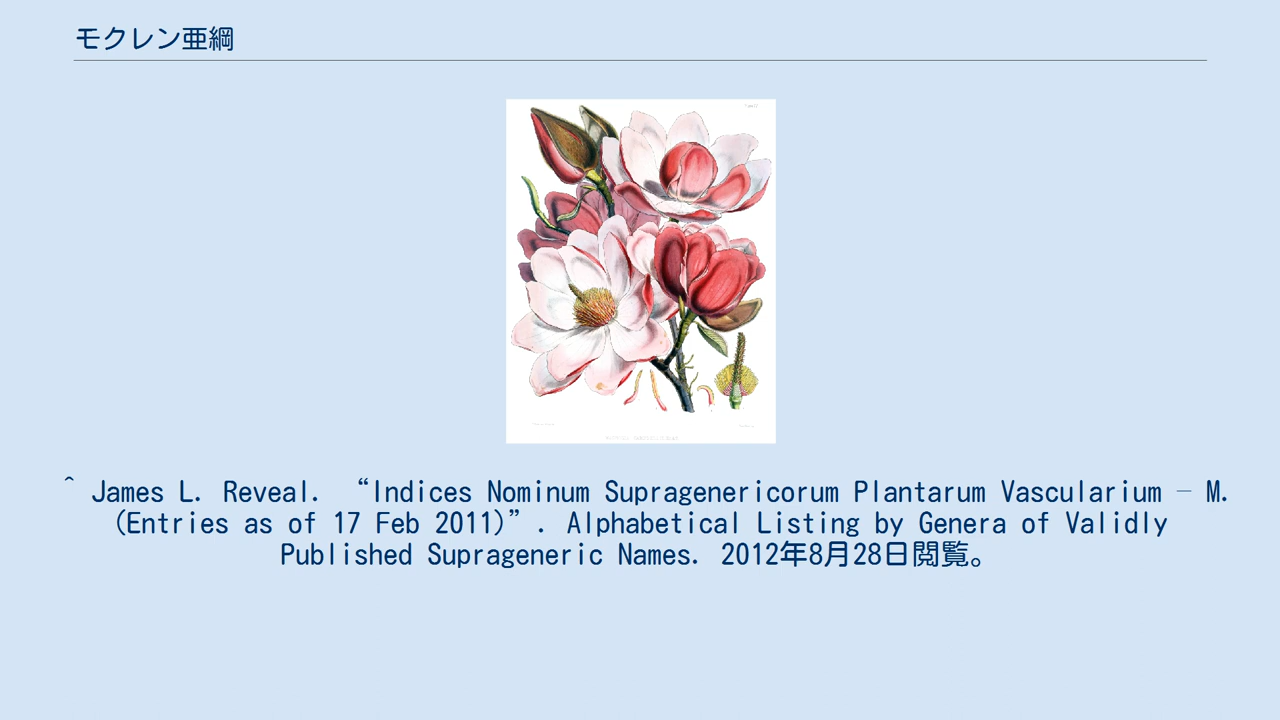 モクレン亜綱
^ James L. Reveal. “Indices Nominum Supragenericorum Plantarum Vascularium – M.
(Entries as of 17 Feb 2011)”. Alphabetical Listing by Genera of Validly
Published Suprageneric Names. 2012年8月28日閲覧。